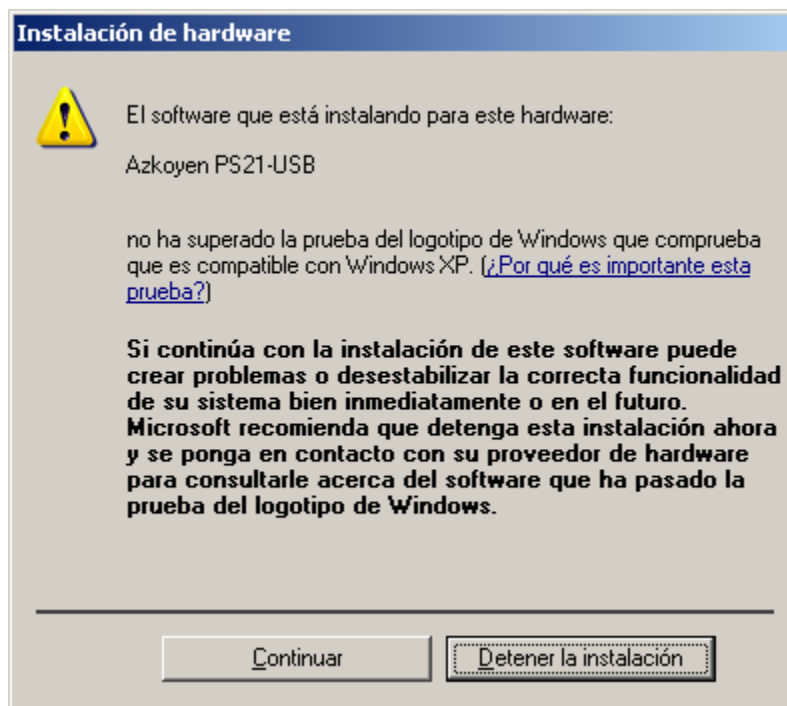 Instalación de hardware
El software que está instalando para este hardware:
Azkoyen PS21-USB
no ha superado la prueba del logotipo de Windows que comprueba
que es compatible con Windows XP. (¿Por qué es importante esta
prueba?)
Si continúa con la instalación de este software puede
crear problemas o desestabilizar la correcta funcionalidad
de su sistema bien inmediatamente o en el futuro.
Microsoft recomienda que detenga esta instalación ahora
y se ponga en contacto con su proveedor de hardware
para consultarle acerca del software que ha pasado la
prueba del logotipo de Windows.
Continuar
Detener la instalación